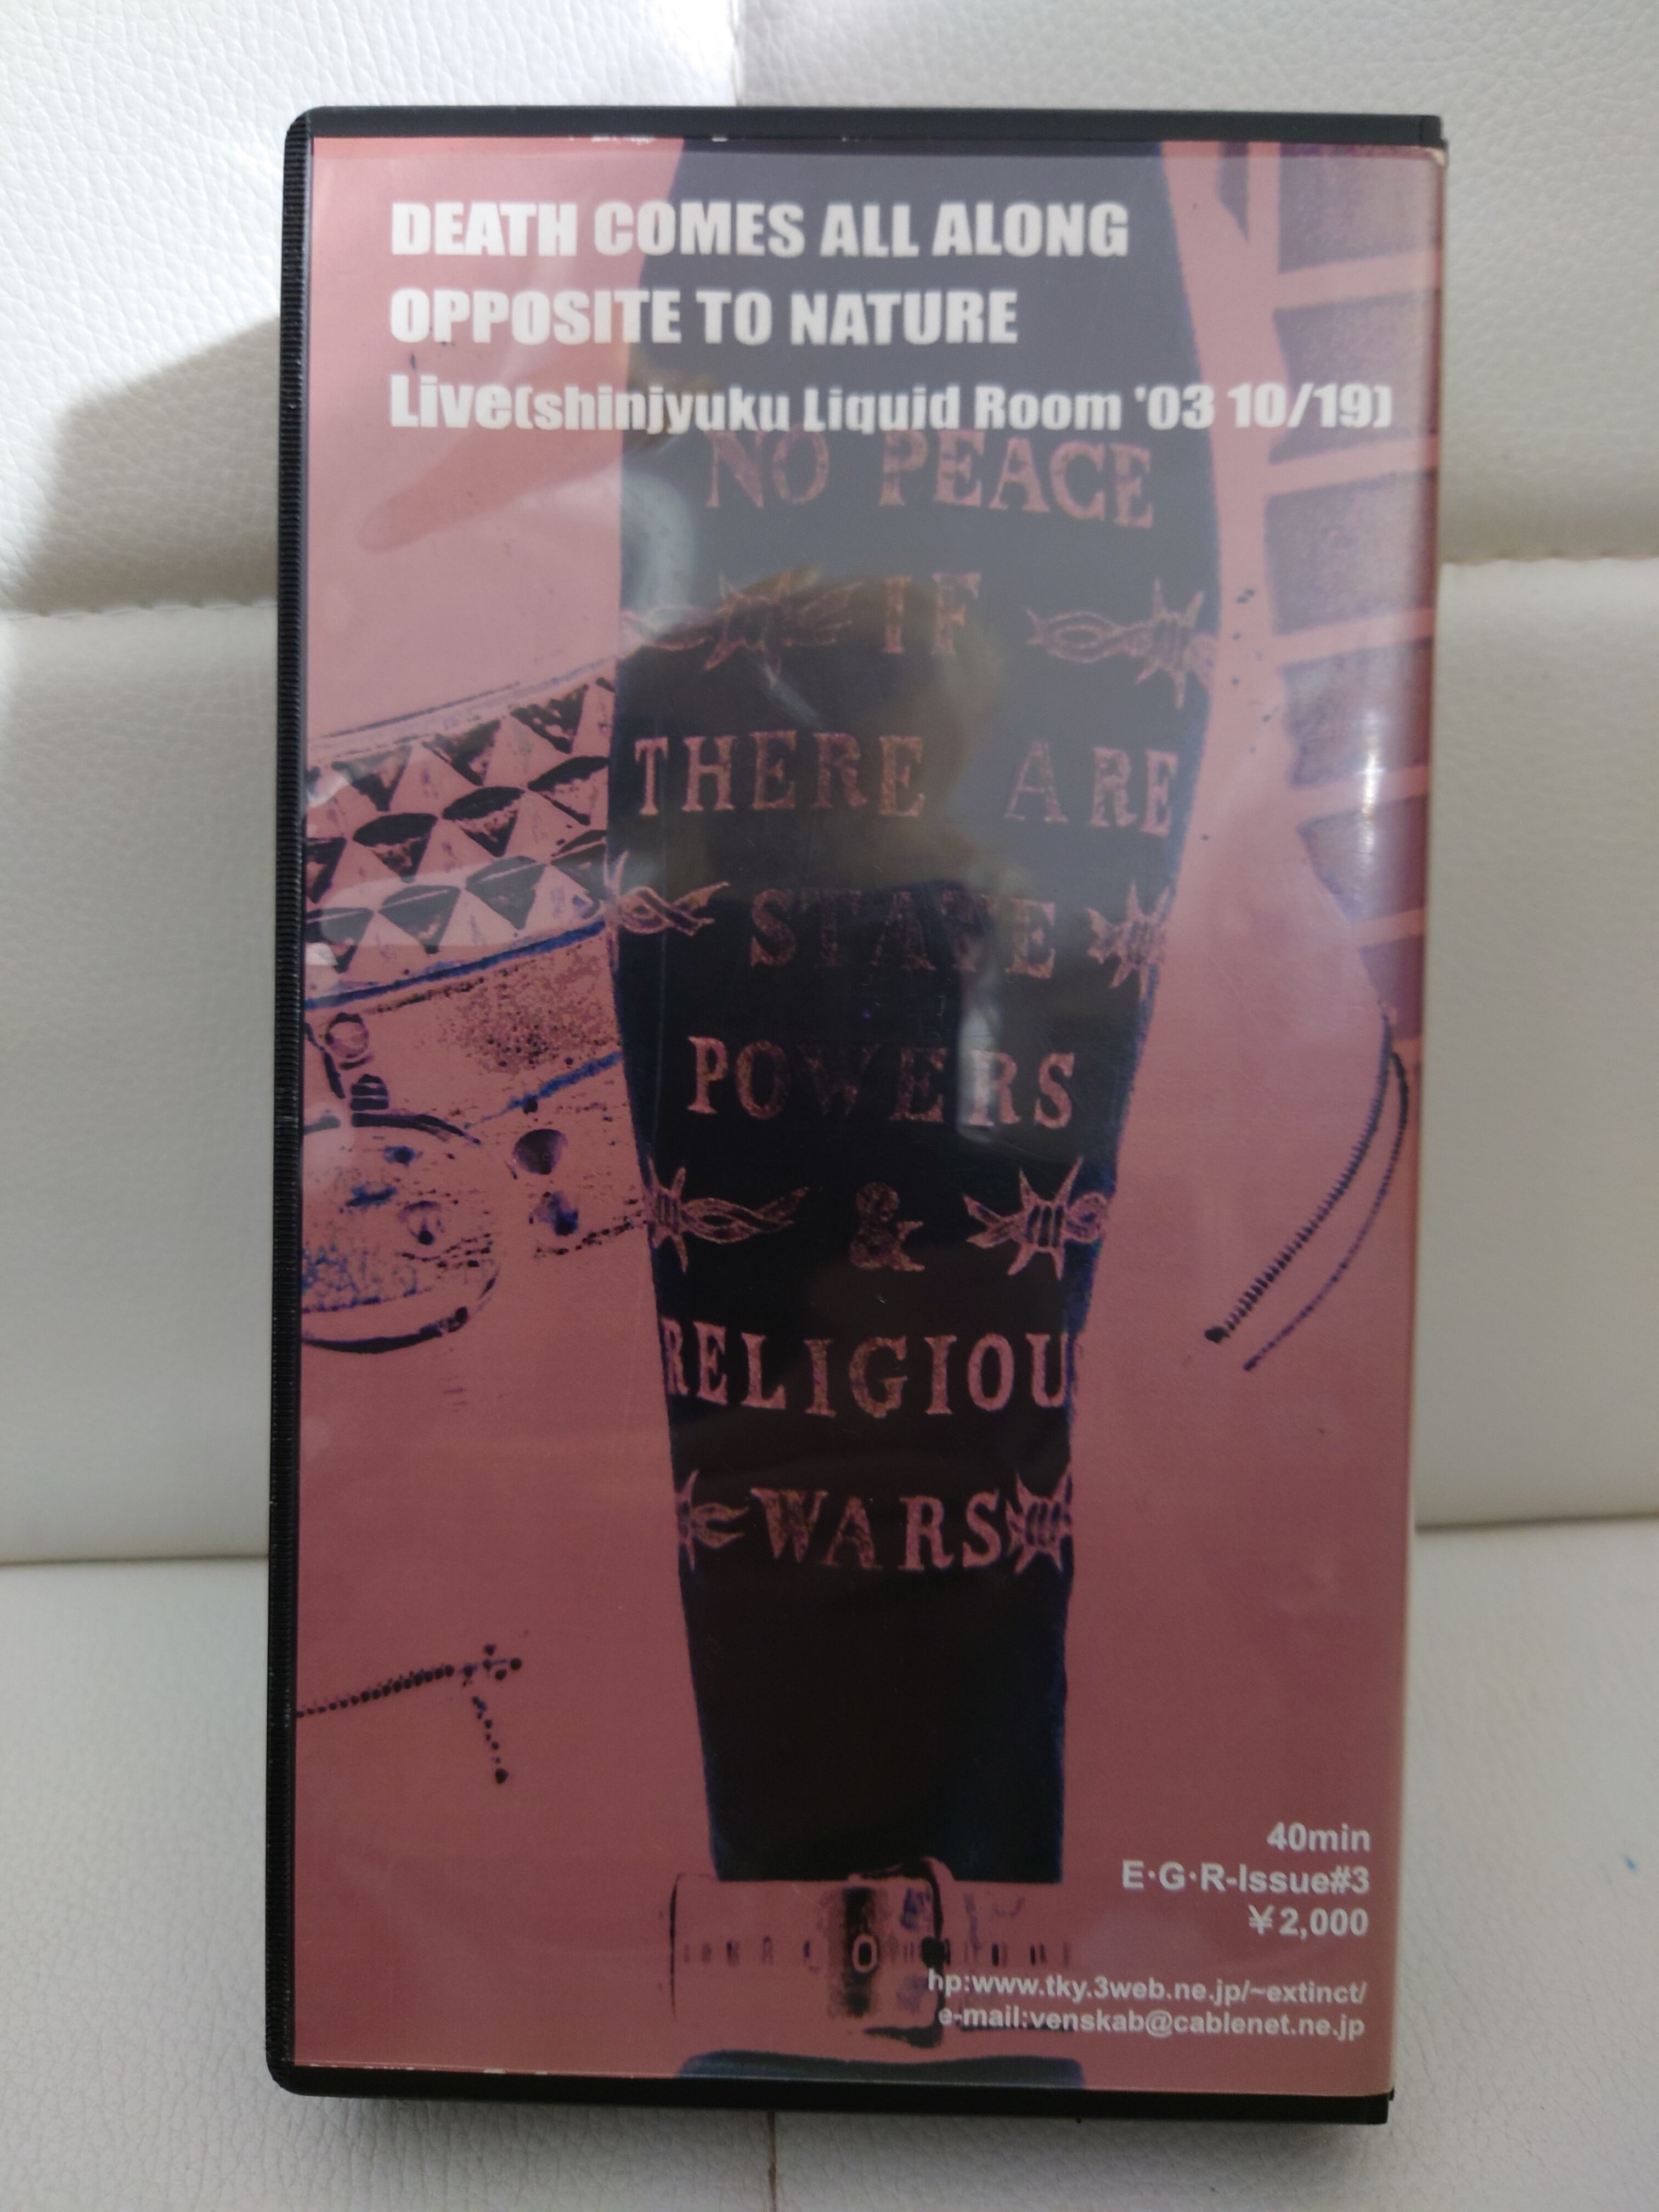 DEATH COMES ALL ALONG
OPPOSITE TO NATURE
Live(shinjyuku Liquid Room '03 10/19)
NO PEACE
IF
THERE ARE
STATE
POWERS
&
RELIGIOU
WARS
40min
E·G·R-Issue#3
¥2,000
hp:www.tky.3web.ne.jp/~extinct/
e-mail:venskab@cablenet.ne.jp